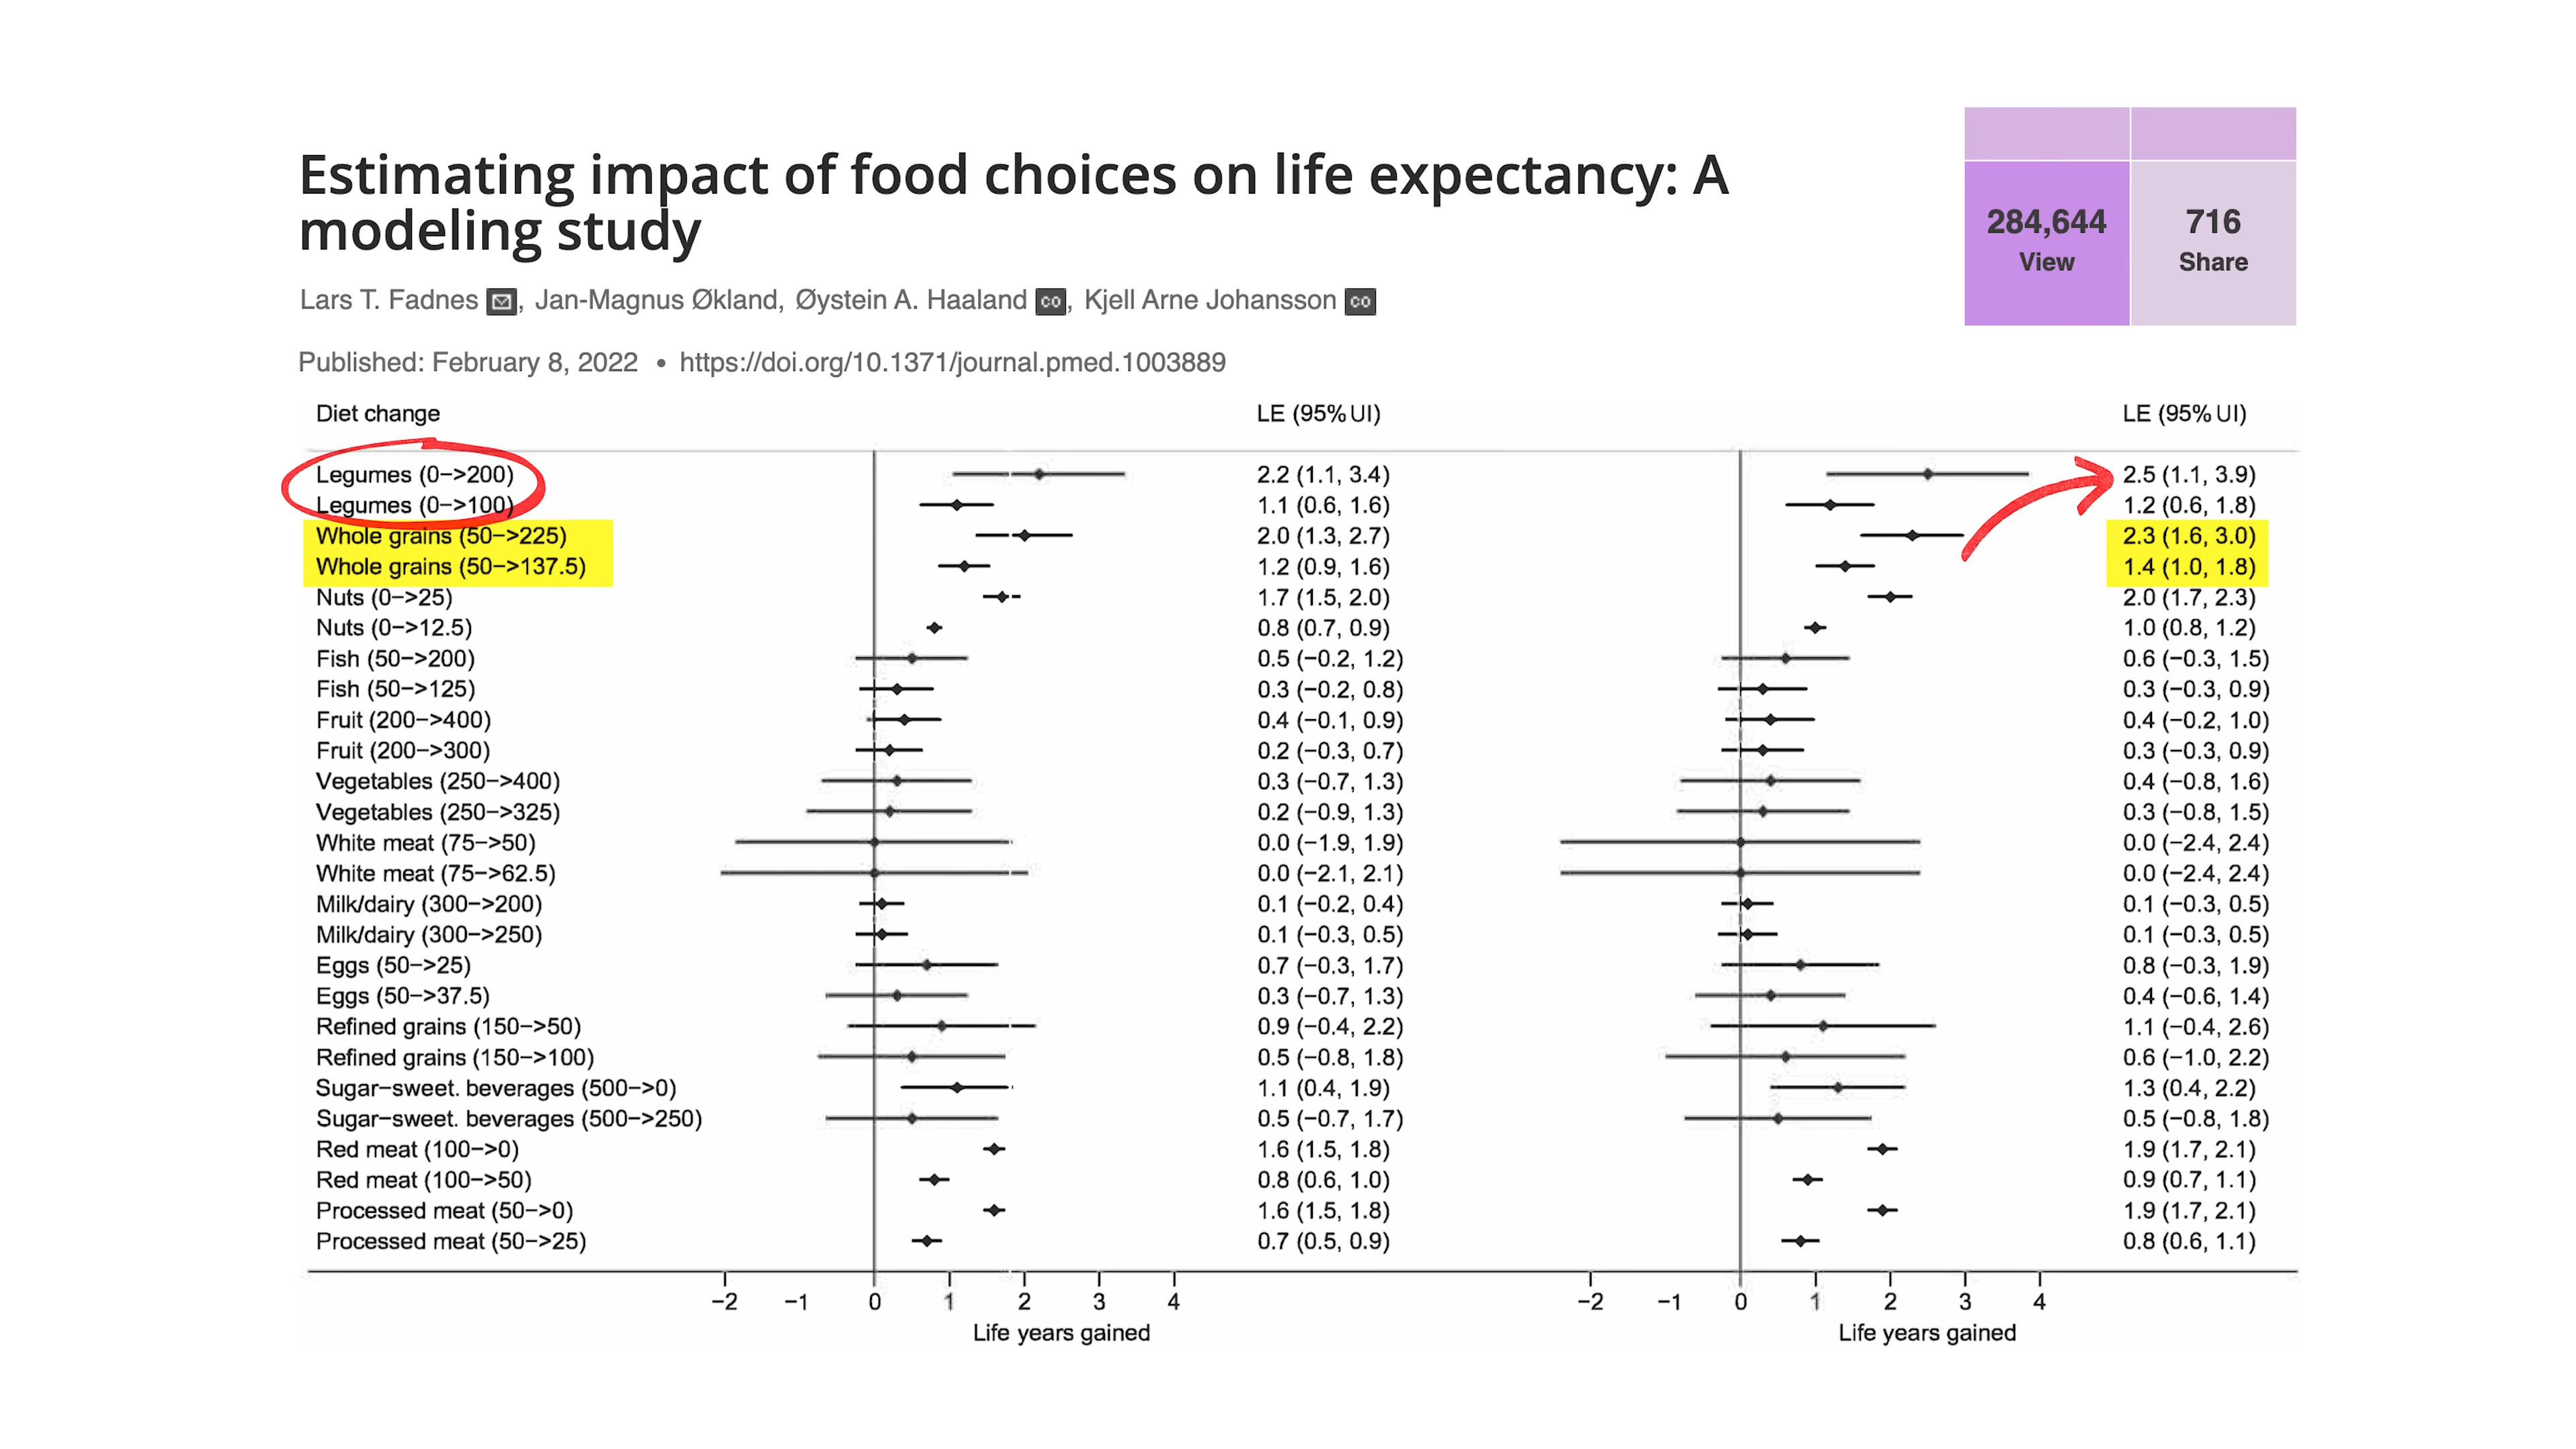 Estimating impact of food choices on life expectancy: A
modeling study
284,644
View
716
Share
Lars T. Fadnes, Jan-Magnus Økland, Øystein A. Haaland co, Kjell Arne Johansson co
Published: February 8, 2022 • https://doi.org/10.1371/journal.pmed.1003889
Diet change LE (95% UI) LE (95% UI)
Legumes (0->200) 2.2 (1.1, 3.4) 2.5 (1.1, 3.9)
Legumes (0->100) 1.1 (0.6, 1.6) 1.2 (0.6, 1.8)
Whole grains (50->225) 2.0 (1.3, 2.7) 2.3 (1.6, 3.0)
Whole grains (50->137.5) 1.2 (0.9, 1.6) 1.4 (1.0, 1.8)
Nuts (0->25) 1.7 (1.5, 2.0) 2.0 (1.7, 2.3)
Nuts (0->12.5) 0.8 (0.7, 0.9) 1.0 (0.8, 1.2)
Fish (50->200) 0.5 (−0.2, 1.2) 0.6 (−0.3, 1.5)
Fish (50->125) 0.3 (−0.2, 0.8) 0.3 (−0.3, 0.9)
Fruit (200->400) 0.4 (−0.1, 0.9) 0.4 (−0.2, 1.0)
Fruit (200->300) 0.2 (−0.3, 0.7) 0.3 (−0.3, 0.9)
Vegetables (250->400) 0.3 (−0.7, 1.3) 0.4 (−0.8, 1.6)
Vegetables (250->325) 0.2 (−0.9, 1.3) 0.3 (−0.8, 1.5)
White meat (75->50) 0.0 (−1.9, 1.9) 0.0 (−2.4, 2.4)
White meat (75->62.5) 0.0 (−2.1, 2.1) 0.0 (−2.4, 2.4)
Milk/dairy (300->200) 0.1 (−0.2, 0.4) 0.1 (−0.3, 0.5)
Milk/dairy (300->250) 0.1 (−0.3, 0.5) 0.1 (−0.3, 0.5)
Eggs (50->25) 0.7 (−0.3, 1.7) 0.8 (−0.3, 1.9)
Eggs (50->37.5) 0.3 (−0.7, 1.3) 0.4 (−0.6, 1.4)
Refined grains (150->50) 0.9 (−0.4, 2.2) 1.1 (−0.4, 2.6)
Refined grains (150->100) 0.5 (−0.8, 1.8) 0.6 (−1.0, 2.2)
Sugar−sweet. beverages (500->0) 1.1 (0.4, 1.9) 1.3 (0.4, 2.2)
Sugar−sweet. beverages (500->250) 0.5 (−0.7, 1.7) 0.5 (−0.8, 1.8)
Red meat (100->0) 1.6 (1.5, 1.8) 1.9 (1.7, 2.1)
Red meat (100->50) 0.8 (0.6, 1.0) 0.9 (0.7, 1.1)
Processed meat (50->0) 1.6 (1.5, 1.8) 1.9 (1.7, 2.1)
Processed meat (50->25) 0.7 (0.5, 0.9) 0.8 (0.6, 1.1)
−2 −1 0 1 2 3 4 −2 −1 0 1 2 3 4
Life years gained Life years gained